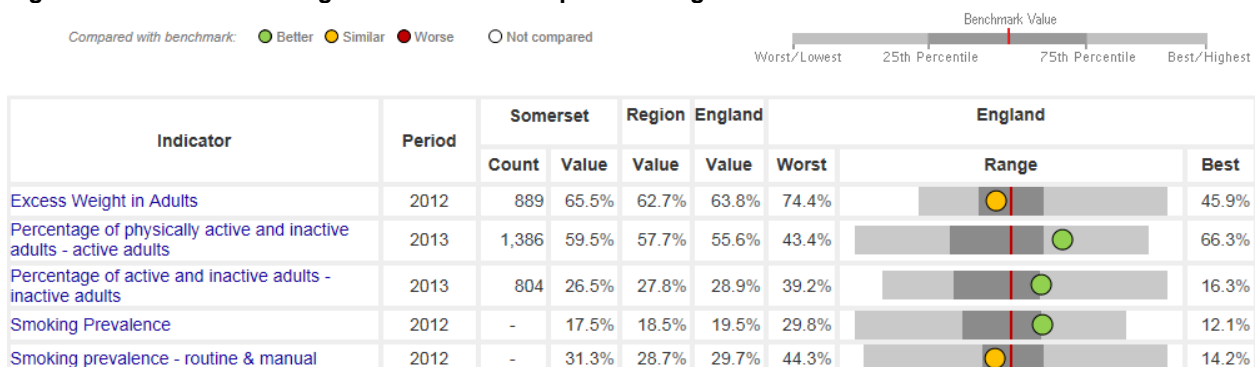 Compared with benchmark: Better Similar Worse Not compared
Benchmark Value
Worst/Lowest 25th Percentile 75th Percentile Best/Highest
Indicator Period Somerset Region England England
Count Value Value Value Worst Range Best
Excess Weight in Adults 2012 889 65.5% 62.7% 63.8% 74.4% 45.9%
Percentage of physically active and inactive
adults - active adults 2013 1,386 59.5% 57.7% 55.6% 43.4% 66.3%
Percentage of active and inactive adults -
inactive adults 2013 804 26.5% 27.8% 28.9% 39.2% 16.3%
Smoking Prevalence 2012 - 17.5% 18.5% 19.5% 29.8% 12.1%
Smoking prevalence - routine & manual 2012 - 31.3% 28.7% 29.7% 44.3% 14.2%